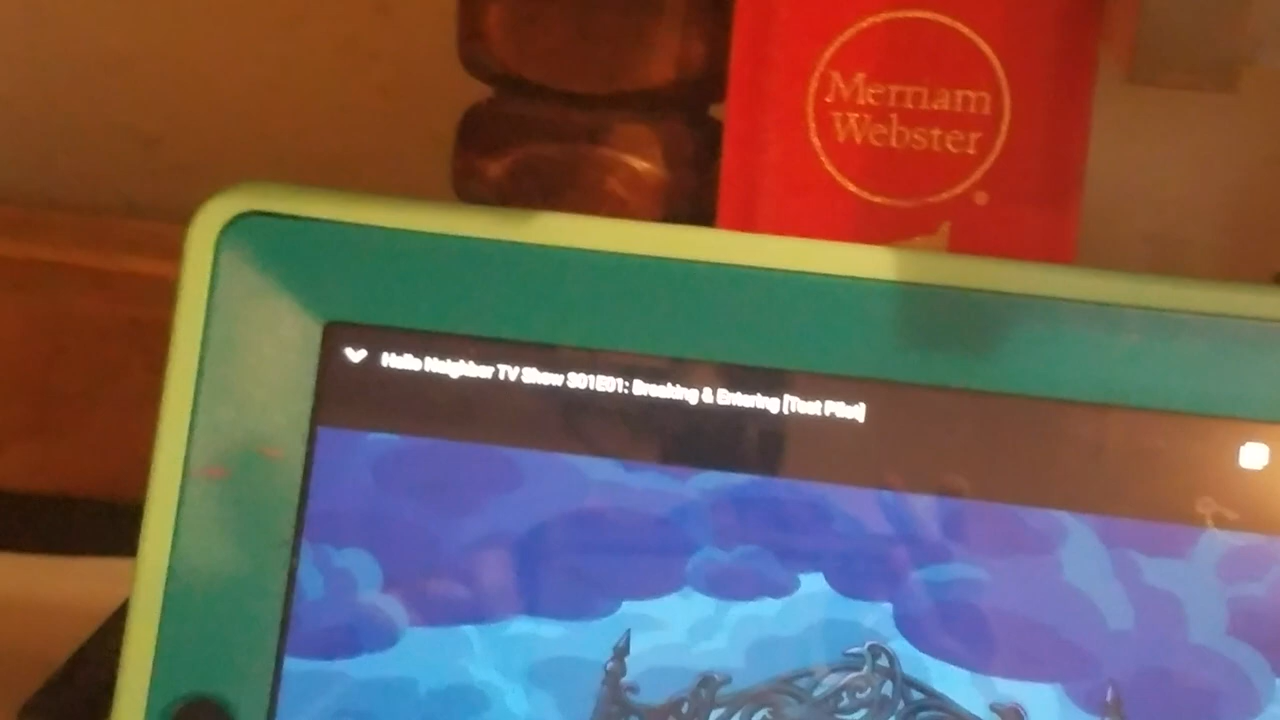 Merriam
Webster
Hello Neighbor TV Show S01E01: Breaking & Entering [Test Pilot]